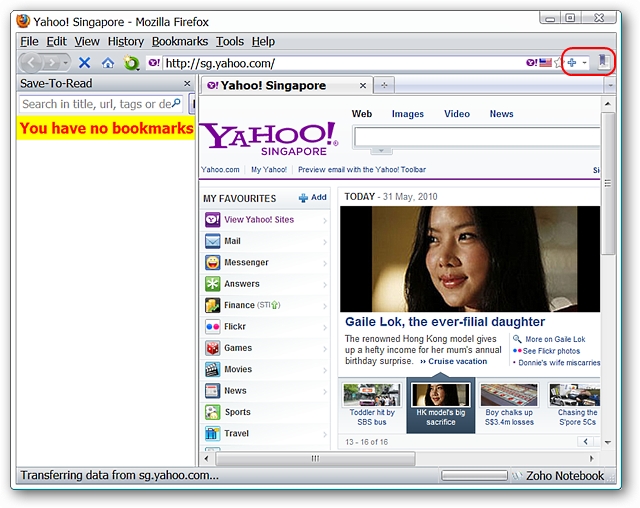 Yahoo! Singapore - Mozilla Firefox
File Edit View History Bookmarks Tools Help
http://sg.yahoo.com/
Save-To-Read
Search in title, url, tags or de
You have no bookmarks
Yahoo! Singapore
YAHOO!
SINGAPORE
Web Images Video News
Yahoo.com My Yahoo! Preview email with the Yahoo! Toolbar Si
MY FAVOURITES Add
View Yahoo! Sites
Mail
Messenger
Answers
Finance (STI)
Flickr
Games
Movies
News
Sports
Travel
TODAY - 31 May, 2010
Gaile Lok, the ever-filial daughter
The renowned Hong Kong model gives
up a hefty income for her mum's annual
birthday surprise. » Cruise vacation
More on Gaile Lok
See Flickr photos
Donnie's wife miscarries
Toddler hit by
SBS bus
HK model's big
sacrifice
Boy chalks up
S$3.4m losses
Chasing the
S'pore 5Cs
13 - 16 of 16
Transferring data from sg.yahoo.com...
Zoho Notebook